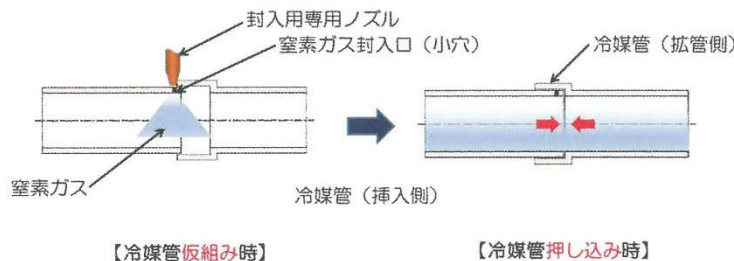 封入用専用ノズル
窒素ガス封入口（小穴）
冷媒管（拡管側）
窒素ガス
冷媒管（挿入側）
【冷媒管仮組み時】
【冷媒管押し込み時】